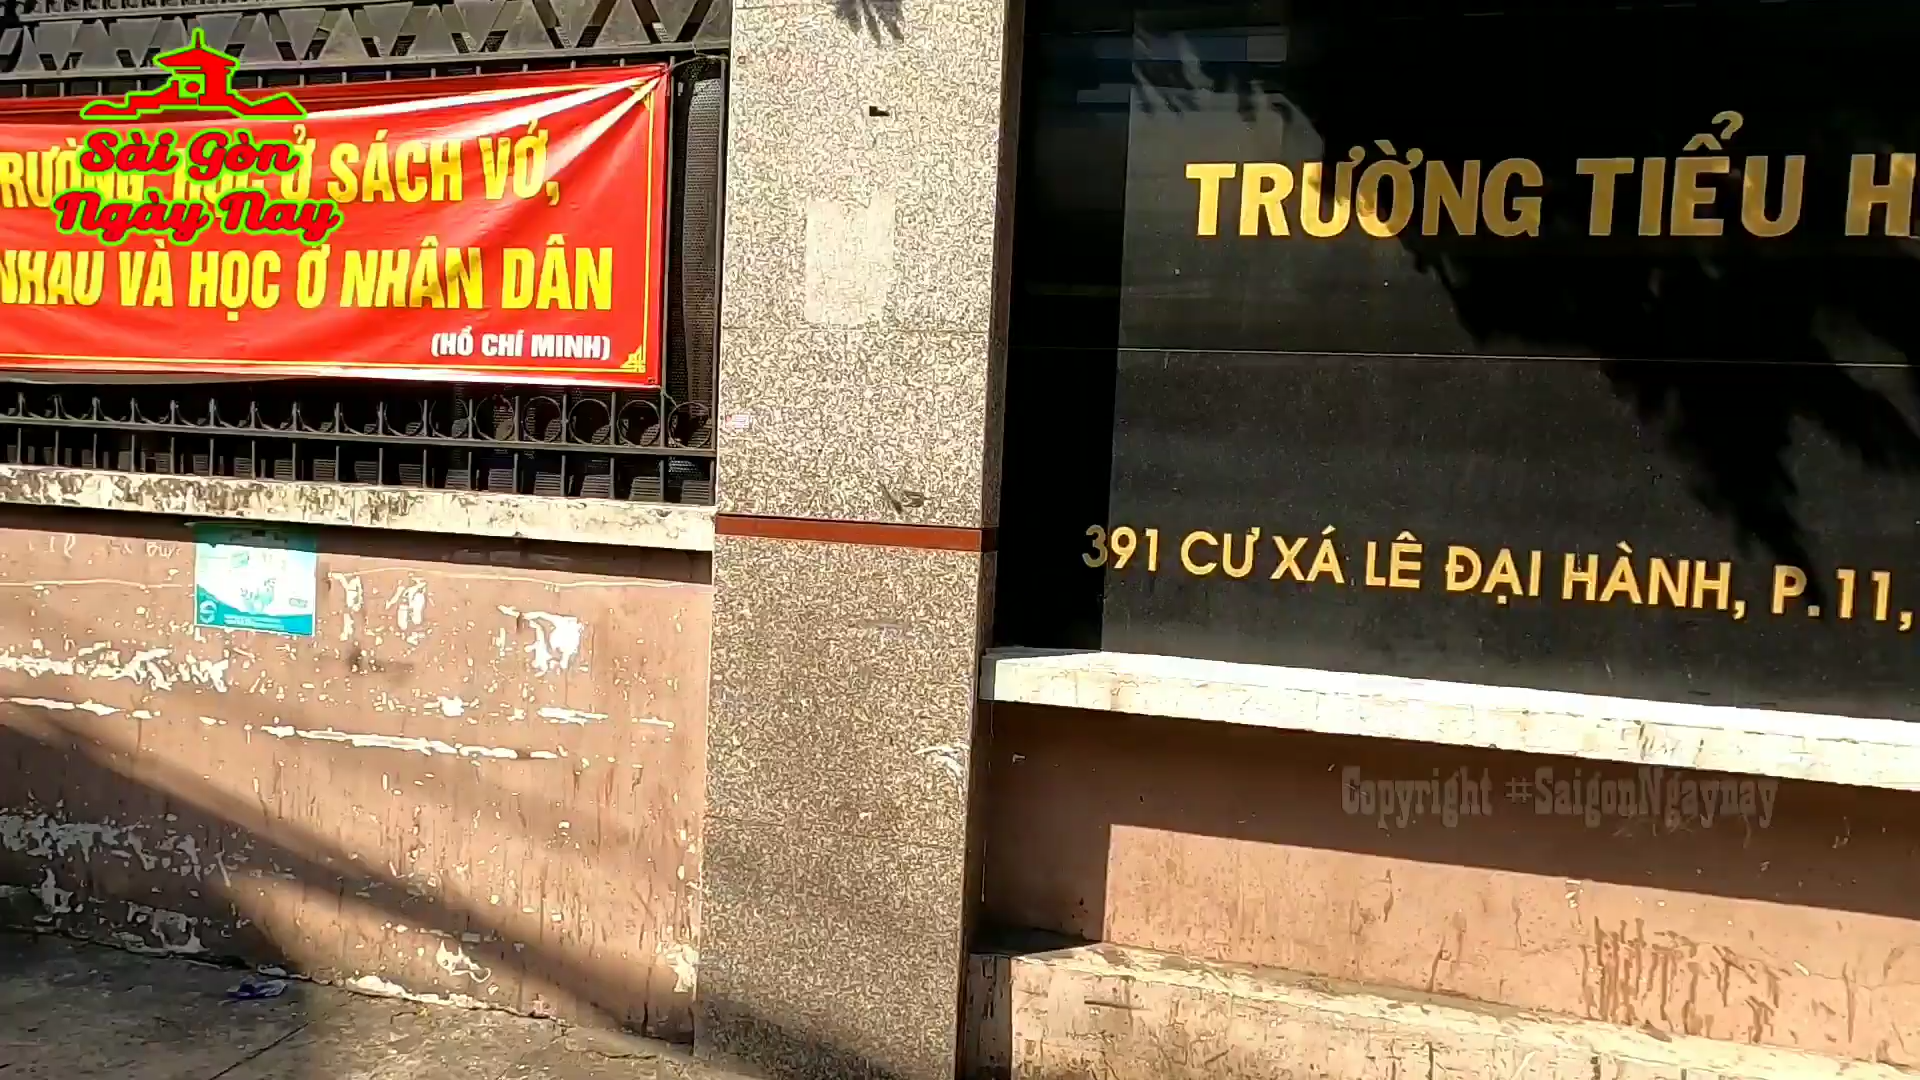 Sài Gòn
Ngày Nay
Ở SÁCH VỞ,
NHAU VÀ HỌC Ở NHÂN DÂN
(HỒ CHÍ MINH)
TRƯỜNG TIỂU H
391 CƯ XÁ LÊ ĐẠI HÀNH, P.11,
Copyright #SaigonNgaynay